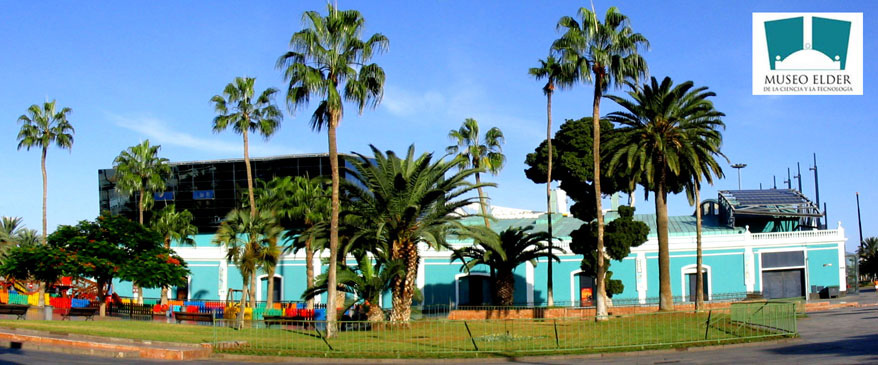 MUSEO ELDER
DE LA CIENCIA Y LA TECNOLOGÍA